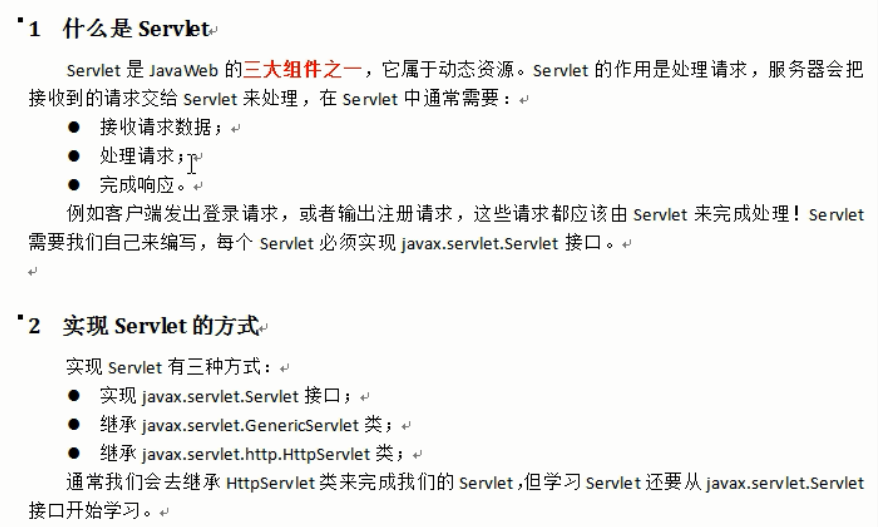 1 什么是 Servlet
Servlet 是 JavaWeb 的三大组件之一，它属于动态资源。Servlet 的作用是处理请求，服务器会把
接收到的请求交给 Servlet 来处理，在 Servlet 中通常需要：
● 接收请求数据；
● 处理请求；
● 完成响应。
例如客户端发出登录请求，或者输出注册请求，这些请求都应该由 Servlet 来完成处理！Servlet
需要我们自己来编写，每个 Servlet 必须实现 javax.servlet.Servlet 接口。
2 实现 Servlet 的方式
实现 Servlet 有三种方式：
● 实现 javax.servlet.Servlet 接口；
● 继承 javax.servlet.GenericServlet 类；
● 继承 javax.servlet.http.HttpServlet 类；
通常我们会去继承 HttpServlet 类来完成我们的 Servlet，但学习 Servlet 还要从 javax.servlet.Servlet
接口开始学习。